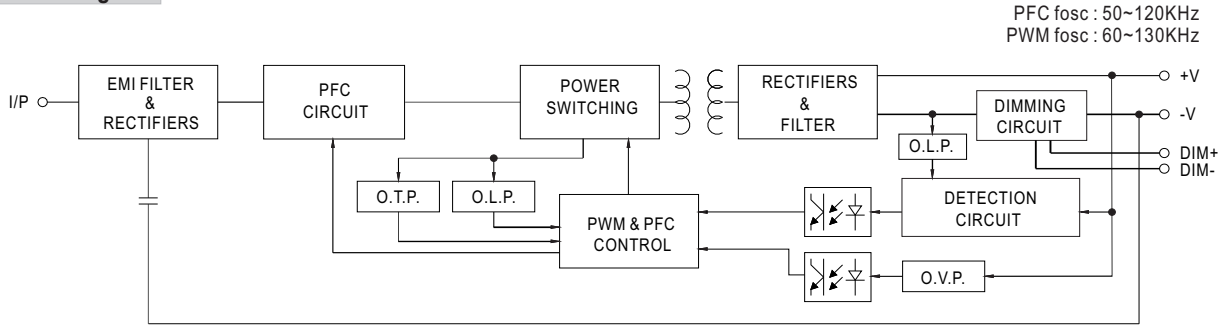 PFC fosc : 50~120KHz
PWM fosc : 60~130KHz
I/P
EMI FILTER
&
RECTIFIERS
PFC
CIRCUIT
POWER
SWITCHING
RECTIFIERS
&
FILTER
DIMMING
CIRCUIT
+V
-V
DIM+
DIM-
O.L.P.
O.T.P.
O.L.P.
PWM & PFC
CONTROL
DETECTION
CIRCUIT
O.V.P.